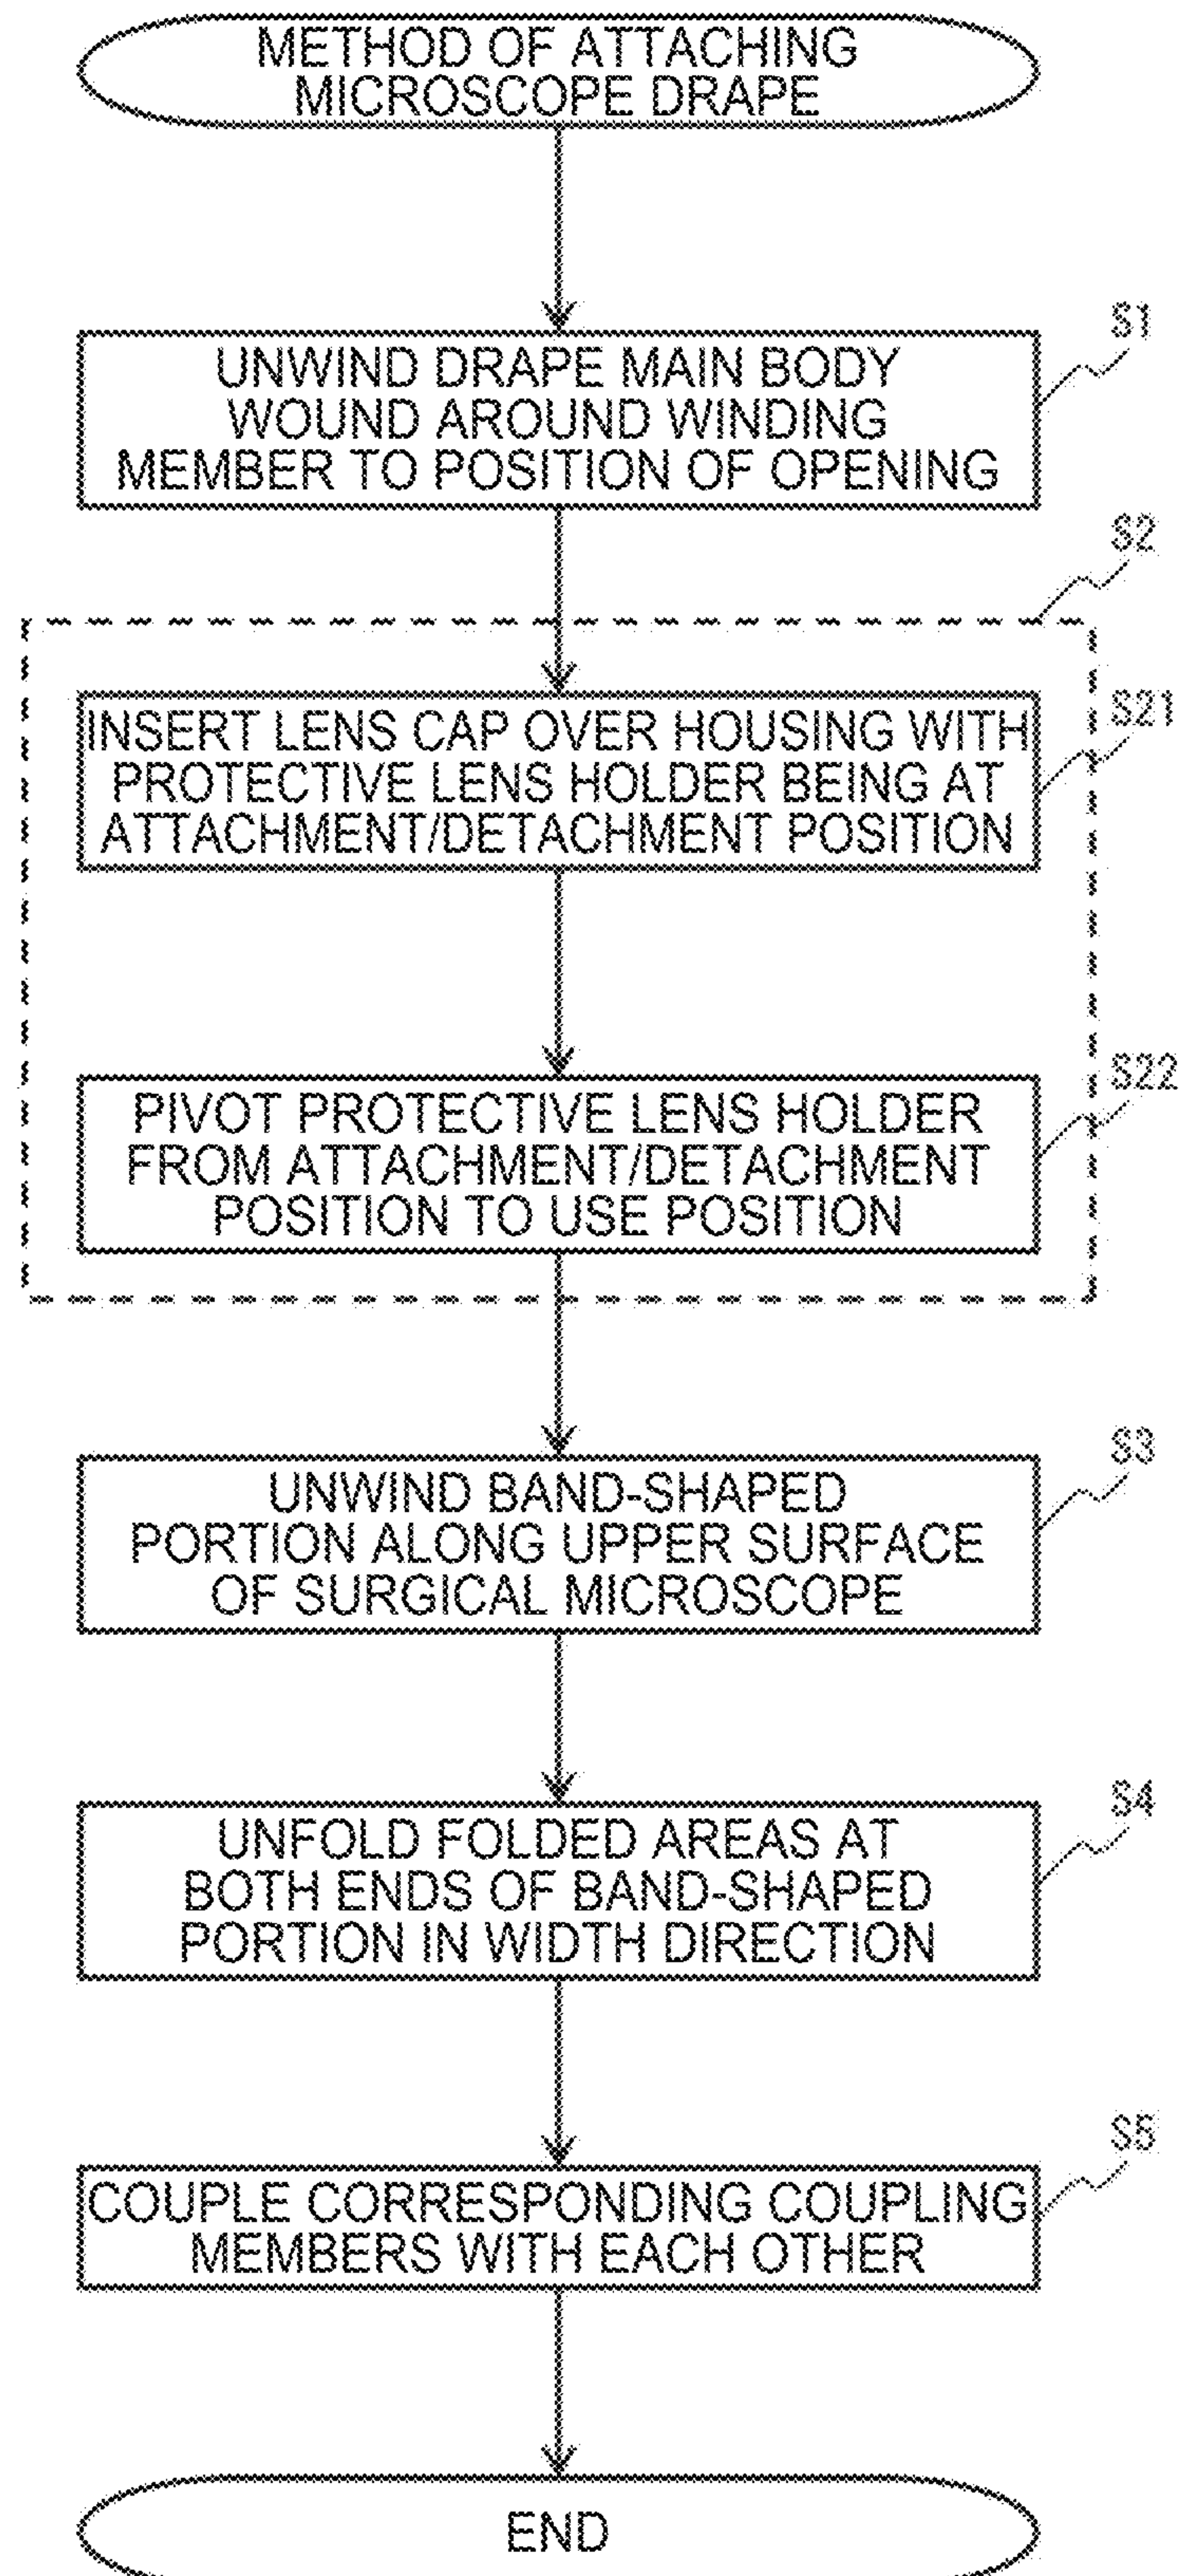 METHOD OF ATTACHING
MICROSCOPE DRAPE
S1
UNWIND DRAPE MAIN BODY
WOUND AROUND WINDING
MEMBER TO POSITION OF OPENING
S2
S21
INSERT LENS CAP OVER HOUSING WITH
PROTECTIVE LENS HOLDER BEING AT
ATTACHMENT/DETACHMENT POSITION
S22
PIVOT PROTECTIVE LENS HOLDER
FROM ATTACHMENT/DETACHMENT
POSITION TO USE POSITION
S3
UNWIND BAND-SHAPED
PORTION ALONG UPPER SURFACE
OF SURGICAL MICROSCOPE
S4
UNFOLD FOLDED AREAS AT
BOTH ENDS OF BAND-SHAPED
PORTION IN WIDTH DIRECTION
S5
COUPLE CORRESPONDING COUPLING
MEMBERS WITH EACH OTHER
END